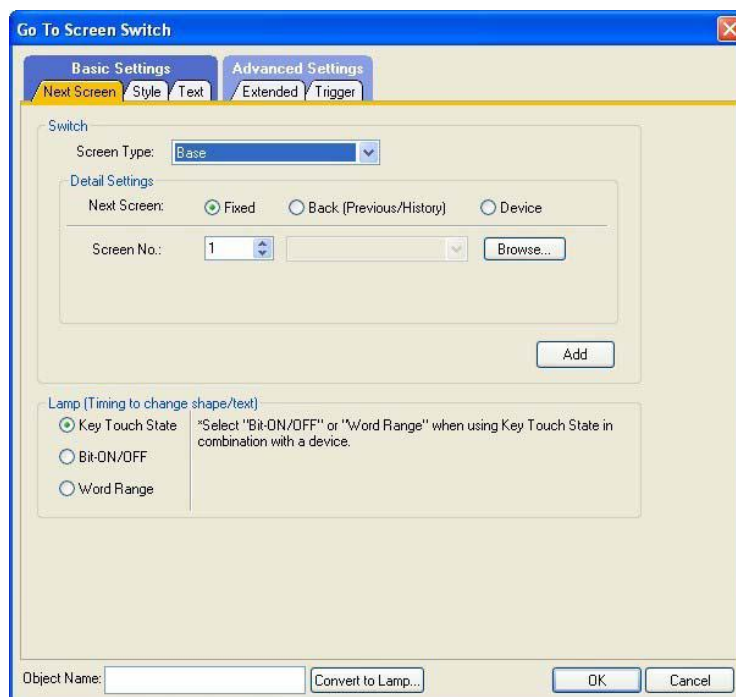 Go To Screen Switch
Basic Settings
Advanced Settings
Next Screen
Style
Text
Extended
Trigger
Switch
Screen Type:
Base
Detail Settings
Next Screen:
Fixed
Back (Previous/History)
Device
Screen No.:
1
Browse...
Add
Lamp (Timing to change shape/text)
Key Touch State
*Select "Bit-ON/OFF" or "Word Range" when using Key Touch State in
combination with a device.
Bit-ON/OFF
Word Range
Object Name:
Convert to Lamp...
OK
Cancel